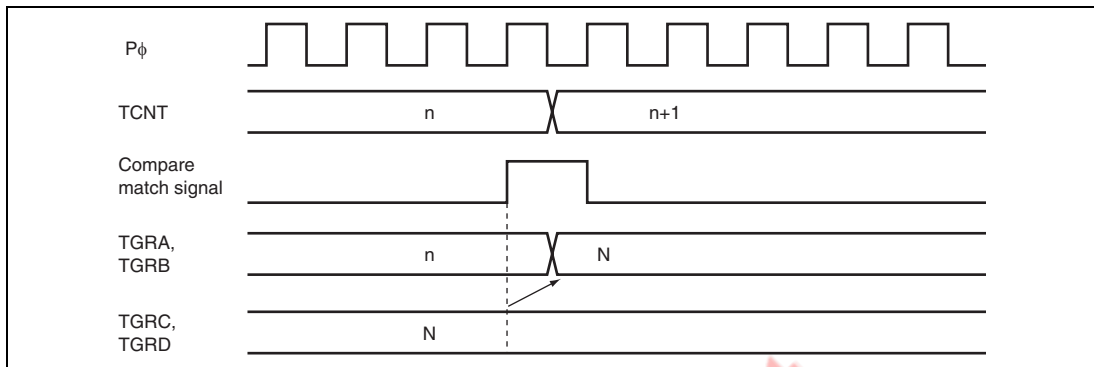 Pϕ
TCNT
n
n+1
Compare
match signal
TGRA,
TGRB
n
N
TGRC,
TGRD
N